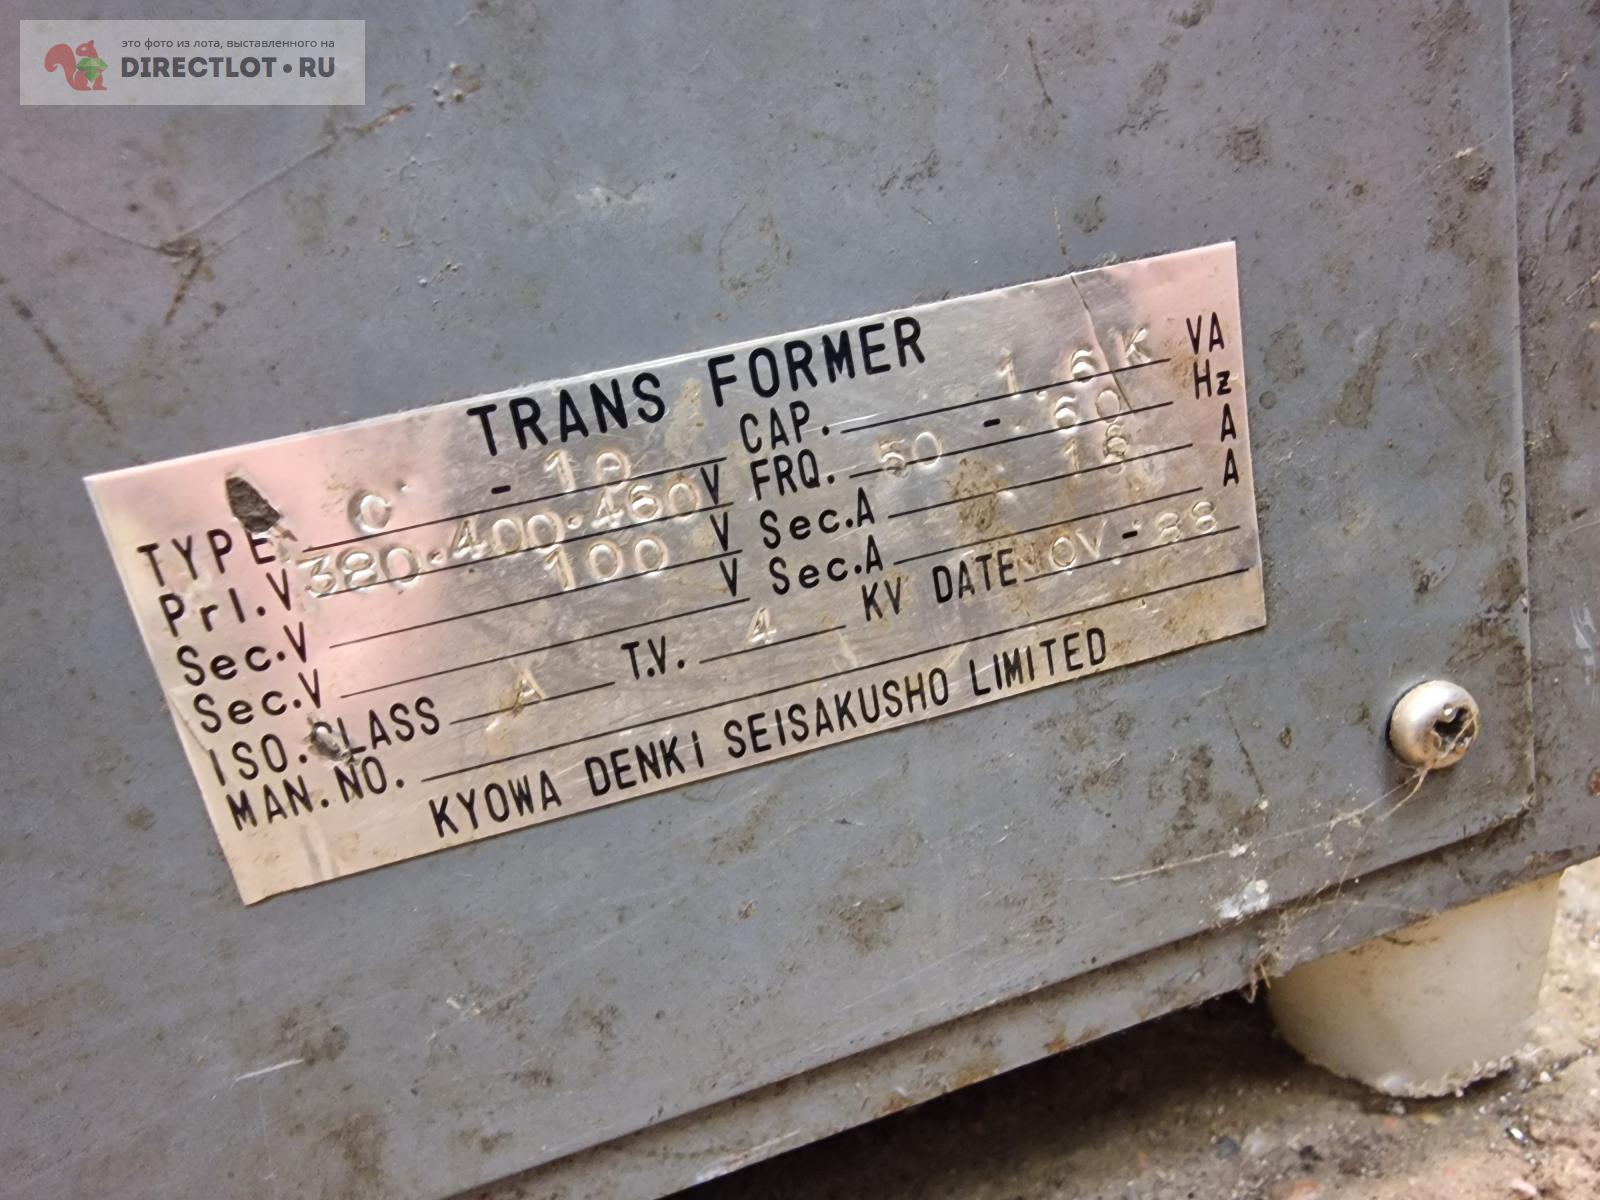 это фото из лота, выставленного на
DIRECTLOT•RU
TRANS FORMER
TYPE C - 10 CAP. 1.6K VA
Pri.V 380·400·460 V FRQ. 50 - 60 Hz
Sec.V 100 V Sec.A 16 A
Sec.V V Sec.A A
ISO.CLASS A T.V. 4 KV DATE NOV-88
MAN.NO.
KYOWA DENKI SEISAKUSHO LIMITED